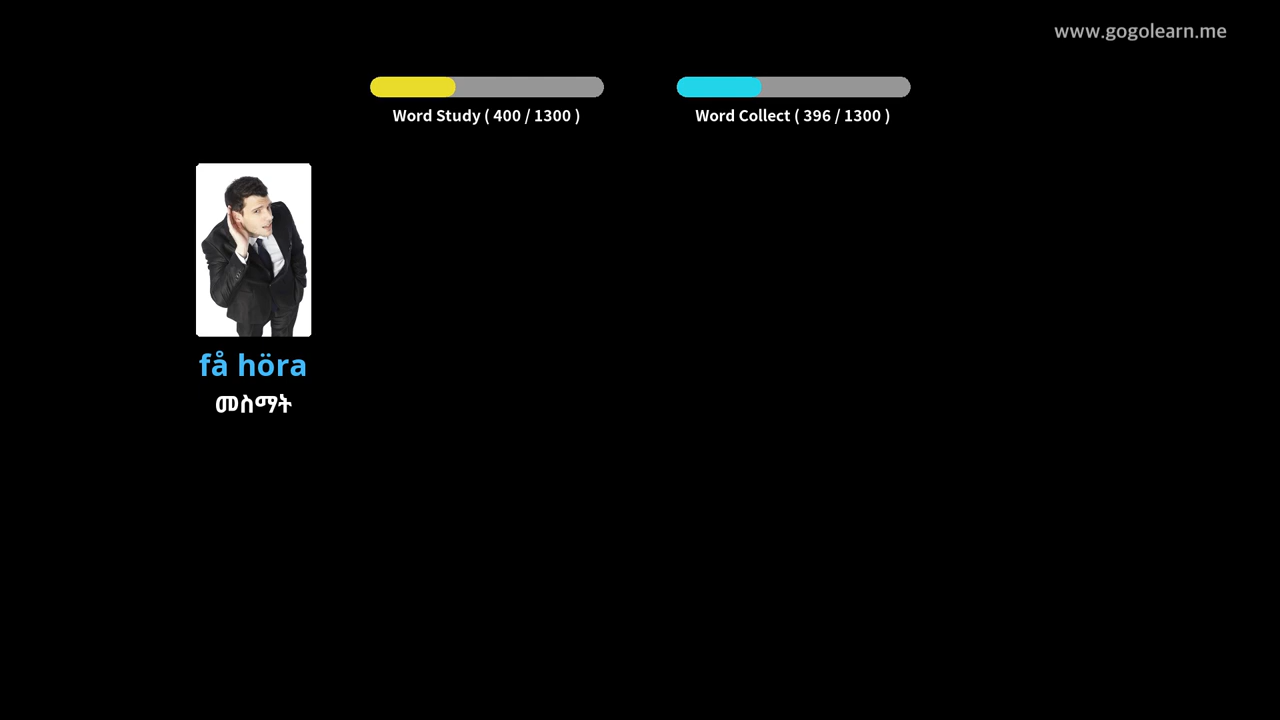 www.gogolearn.me
Word Study ( 400 / 1300 )
Word Collect ( 396 / 1300 )
få höra
መስማት